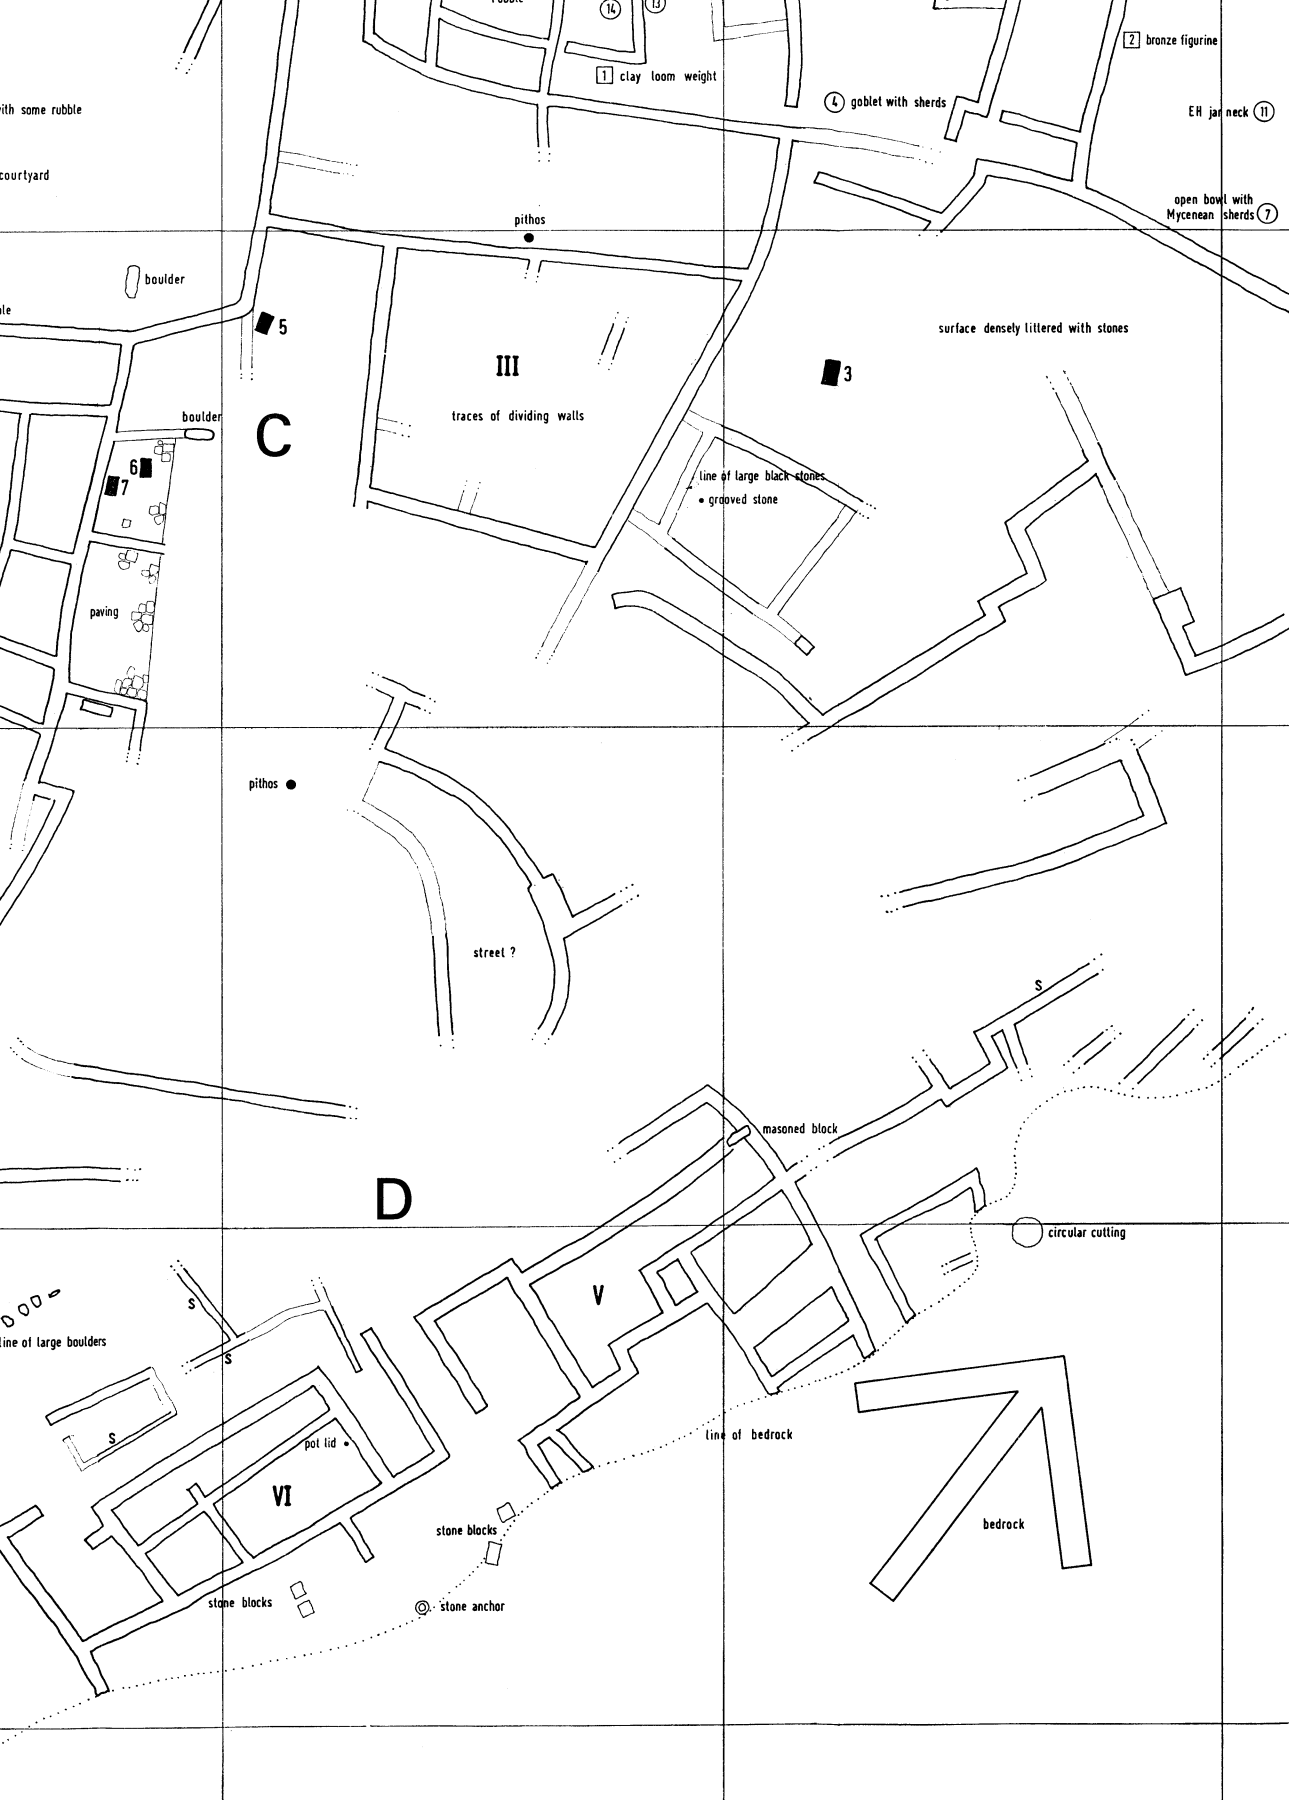 14
13
2 bronze figurine
1 clay loom weight
4 goblet with sherds
with some rubble
EH jar neck 11
courtyard
open bowl with
Mycenean sherds 7
pithos
boulder
5
surface densely littered with stones
III
3
traces of dividing walls
boulder
C
6
7
line of large black stones
grooved stone
paving
pithos
street ?
S
masoned block
D
circular cutting
V
S
line of large boulders
S
S
line of bedrock
pot lid
VI
stone blocks
bedrock
stone blocks
stone anchor